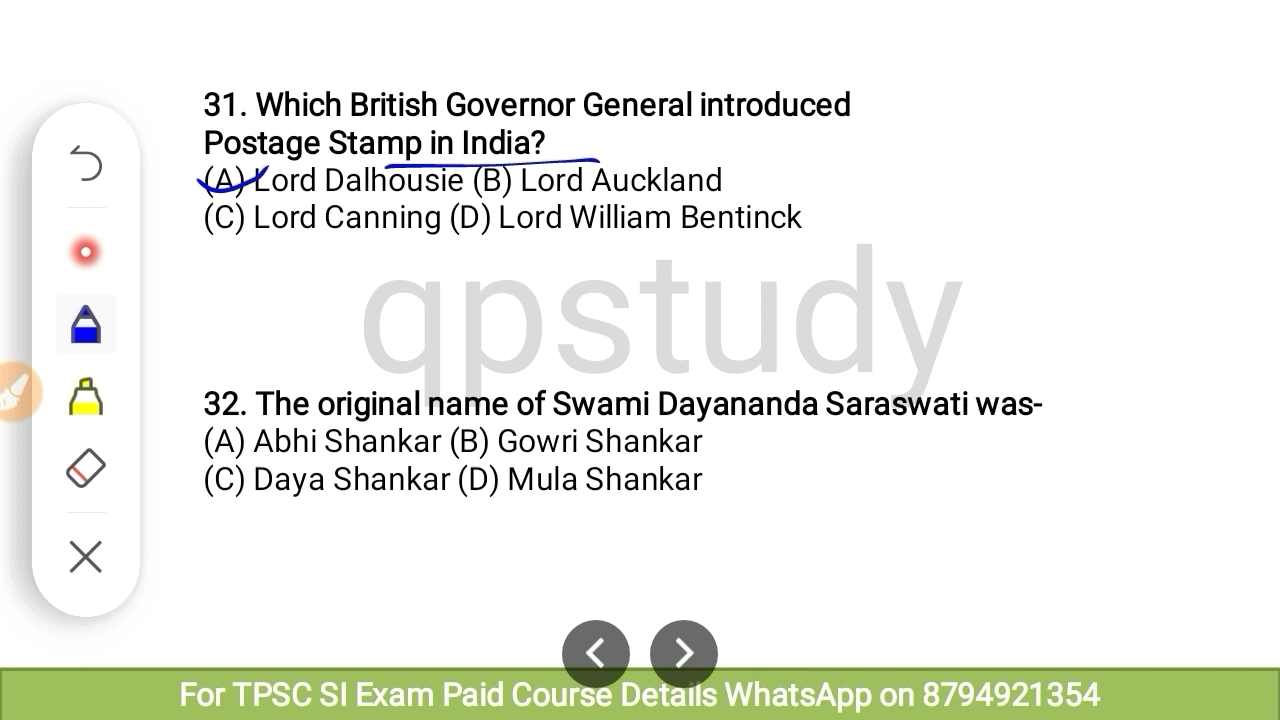 31. Which British Governor General introduced
Postage Stamp in India?
(A) Lord Dalhousie (B) Lord Auckland
(C) Lord Canning (D) Lord William Bentinck
qpstudy
32. The original name of Swami Dayananda Saraswati was-
(A) Abhi Shankar (B) Gowri Shankar
(C) Daya Shankar (D) Mula Shankar
For TPSC SI Exam Paid Course Details WhatsApp on 8794921354